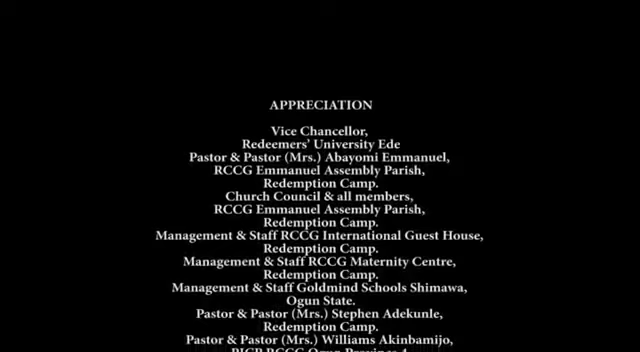 APPRECIATION
Vice Chancellor,
Redeemers' University Ede
Pastor & Pastor (Mrs.) Abayomi Emmanuel,
RCCG Emmanuel Assembly Parish,
Redemption Camp.
Church Council & all members,
RCCG Emmanuel Assembly Parish,
Redemption Camp.
Management & Staff RCCG International Guest House,
Redemption Camp.
Management & Staff RCCG Maternity Centre,
Redemption Camp.
Management & Staff Goldmind Schools Shimawa,
Ogun State.
Pastor & Pastor (Mrs.) Stephen Adekunle,
Redemption Camp.
Pastor & Pastor (Mrs.) Williams Akinbamijo,
RCCG Ogun Province